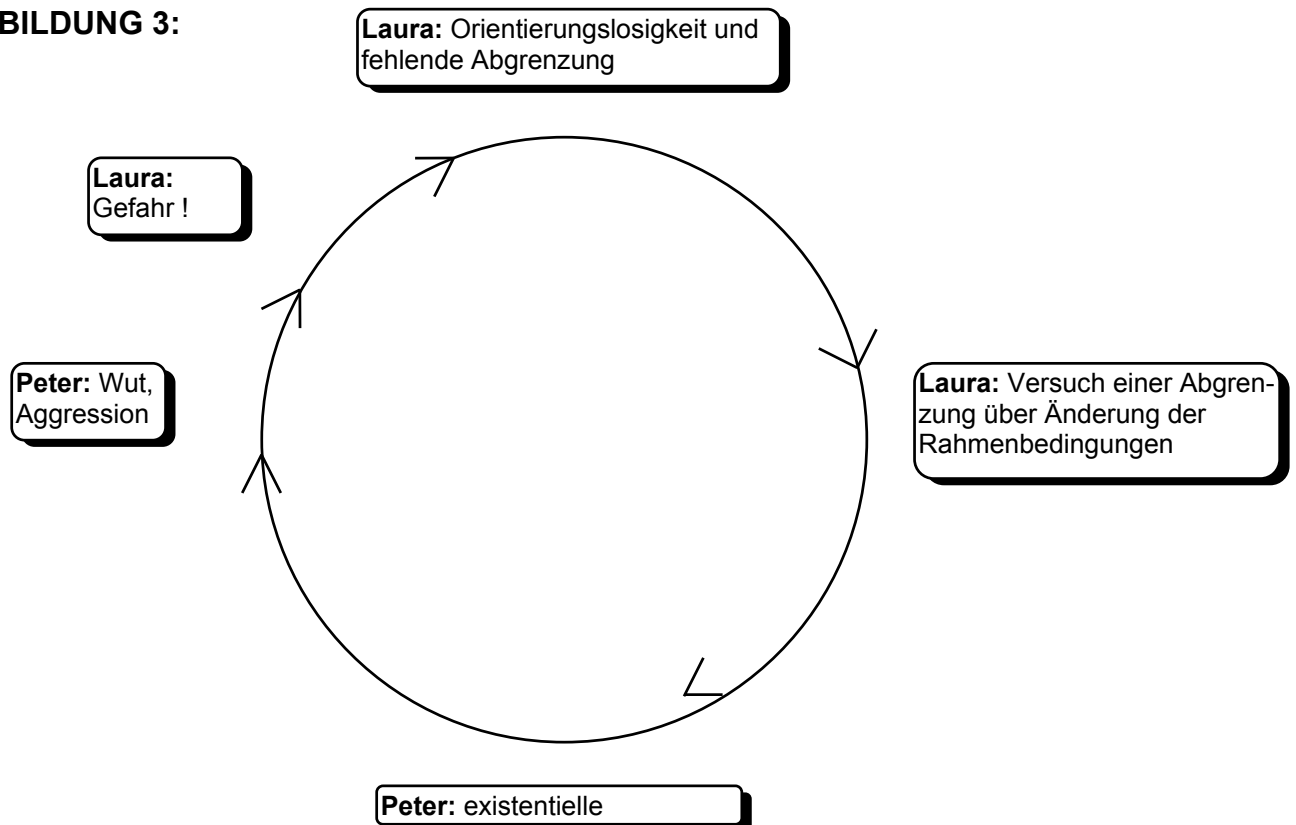 BILDUNG 3:
Laura: Orientierungslosigkeit und
fehlende Abgrenzung
Laura:
Gefahr !
Peter: Wut,
Aggression
Laura: Versuch einer Abgren-
zung über Änderung der
Rahmenbedingungen
Peter: existentielle